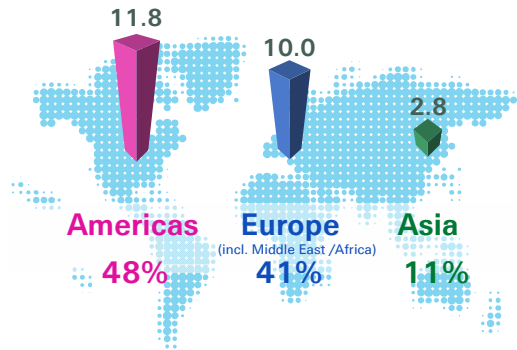 11.8
10.0
2.8
Americas
Europe
Asia
(incl. Middle East /Africa)
48%
41%
11%